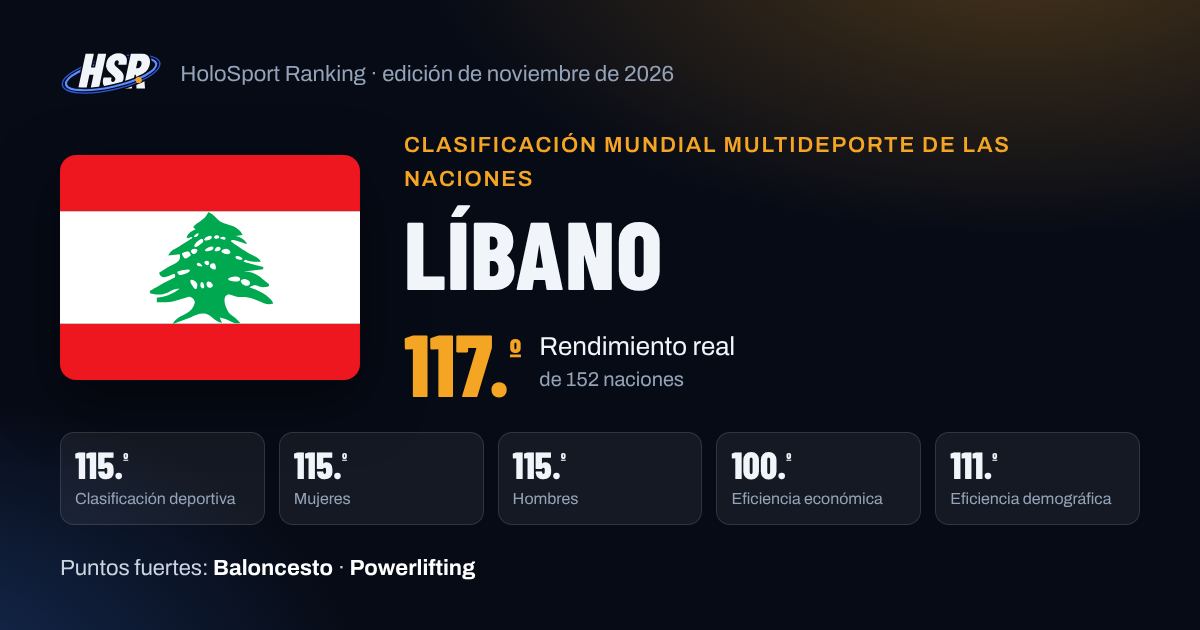 HSR
HoloSport Ranking · edición de noviembre de 2026
CLASIFICACIÓN MUNDIAL MULTIDEPORTE DE LAS
NACIONES
LÍBANO
117.º
Rendimiento real
de 152 naciones
115.º
Clasificación deportiva
115.º
Mujeres
115.º
Hombres
100.º
Eficiencia económica
111.º
Eficiencia demográfica
Puntos fuertes: Baloncesto · Powerlifting